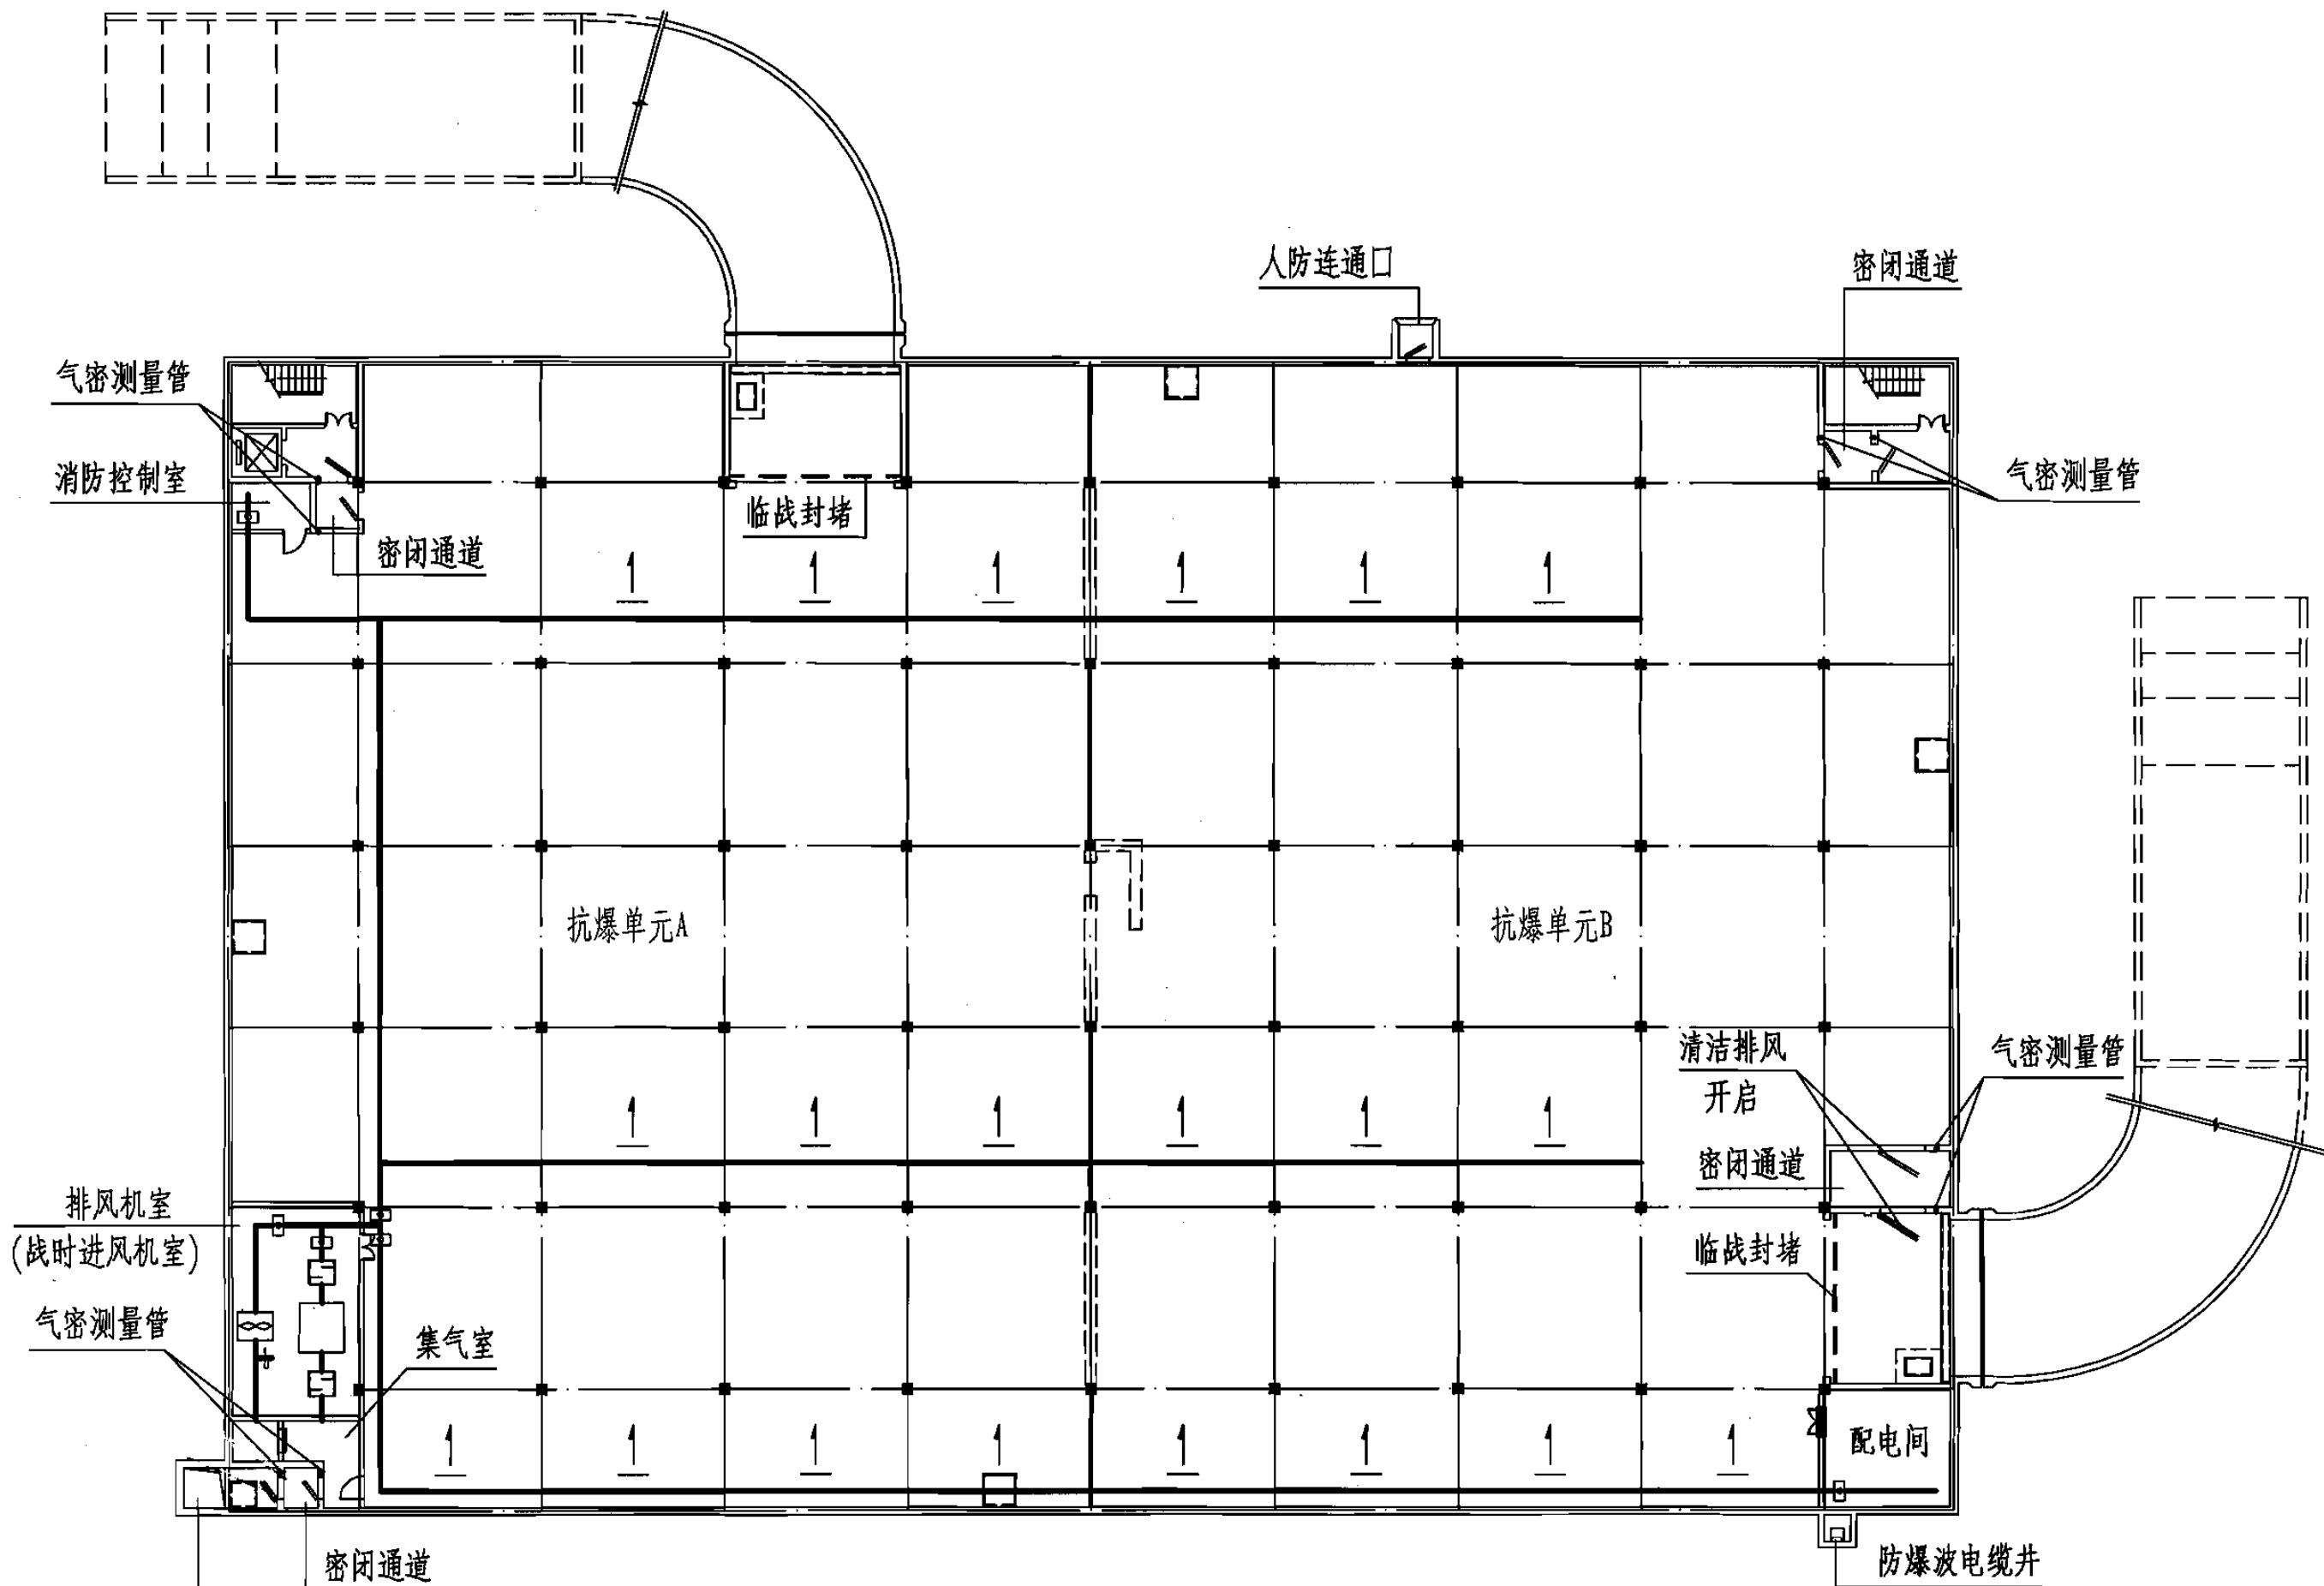 人防连通口
密闭通道
气密测量管
消防控制室
气密测量管
临战封堵
密闭通道
1 1 1 1 1 1
抗爆单元A
抗爆单元B
清洁排风
开启
气密测量管
1 1 1 1 1 1
密闭通道
排风机室
(战时进风机室)
临战封堵
气密测量管
集气室
1 1 1 1 1 1 1 1
配电间
密闭通道
防爆波电缆井